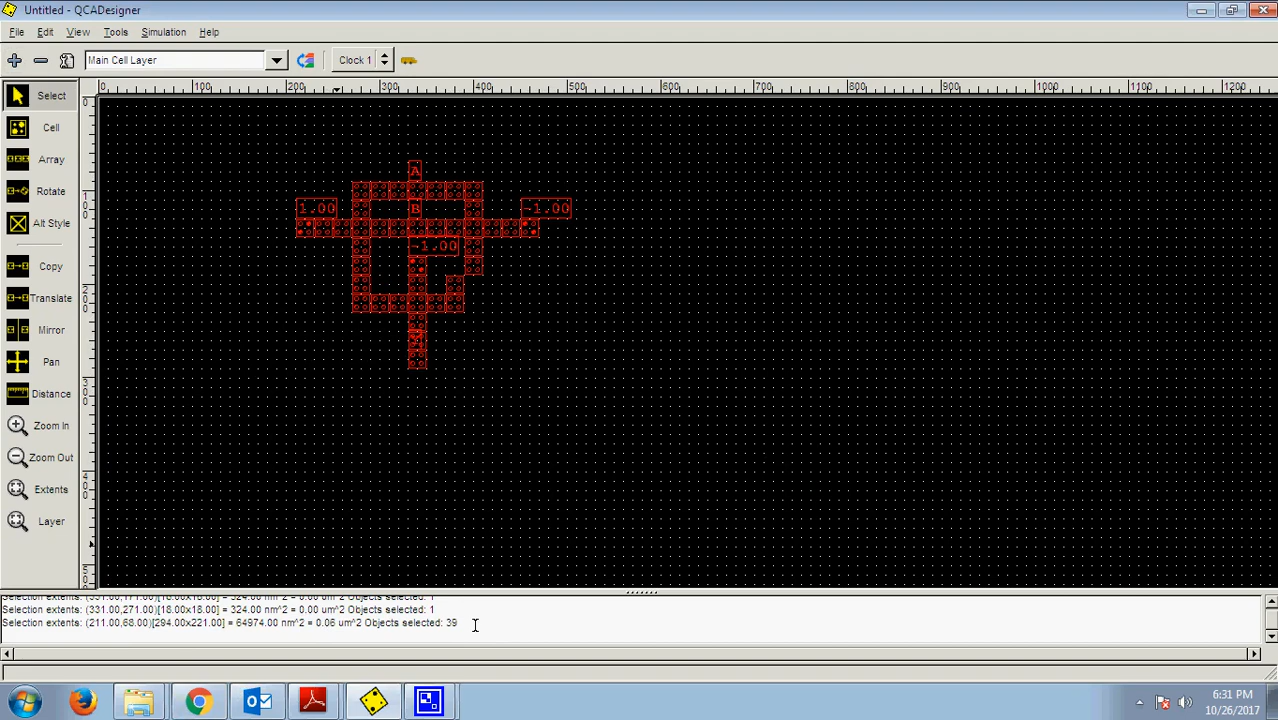 Untitled - QCADesigner
File Edit View Tools Simulation Help
Main Cell Layer Clock 1
0 100 200 300 400 500 600 700 800 900 1000 1100 1200
Select
Cell
Array
Rotate
Alt Style
Copy
Translate
Mirror
Pan
Distance
Zoom In
Zoom Out
Extents
Layer
0
100
200
300
400
A
1.00 B -1.00
-1.00
Selection extents: (331.00,271.00)[18.00x18.00] = 324.00 nm^2 = 0.00 um^2 Objects selected: 1
Selection extents: (211.00,68.00)[294.00x221.00] = 64974.00 nm^2 = 0.06 um^2 Objects selected: 39
6:31 PM
10/26/2017